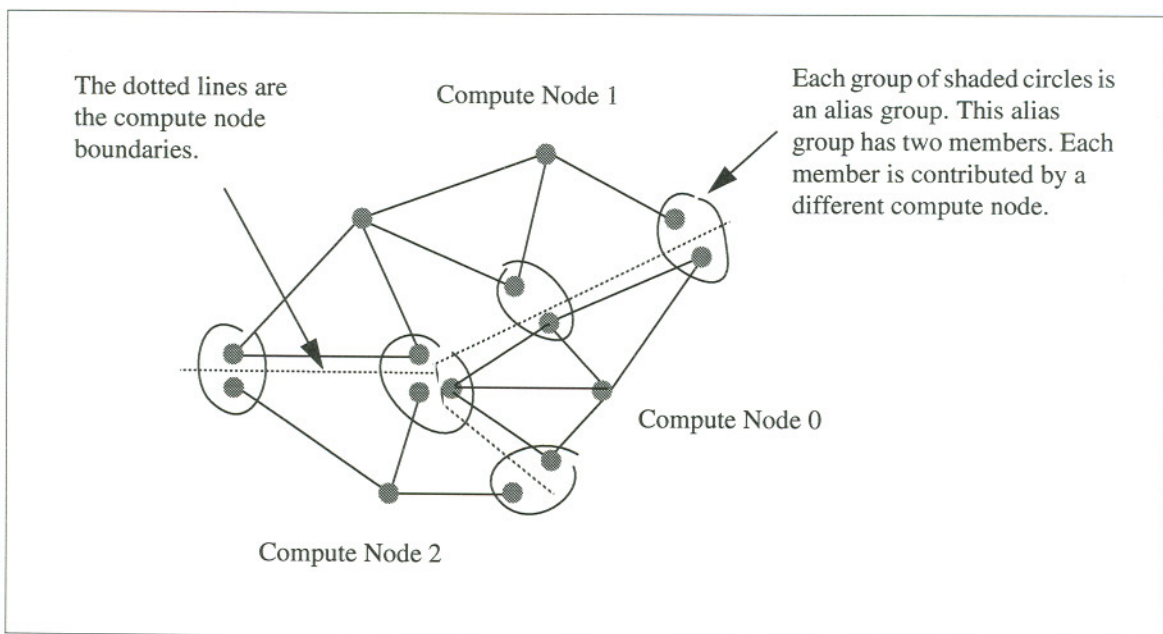 The dotted lines are
the compute node
boundaries.
Compute Node 1
Each group of shaded circles is
an alias group. This alias
group has two members. Each
member is contributed by a
different compute node.
Compute Node 0
Compute Node 2